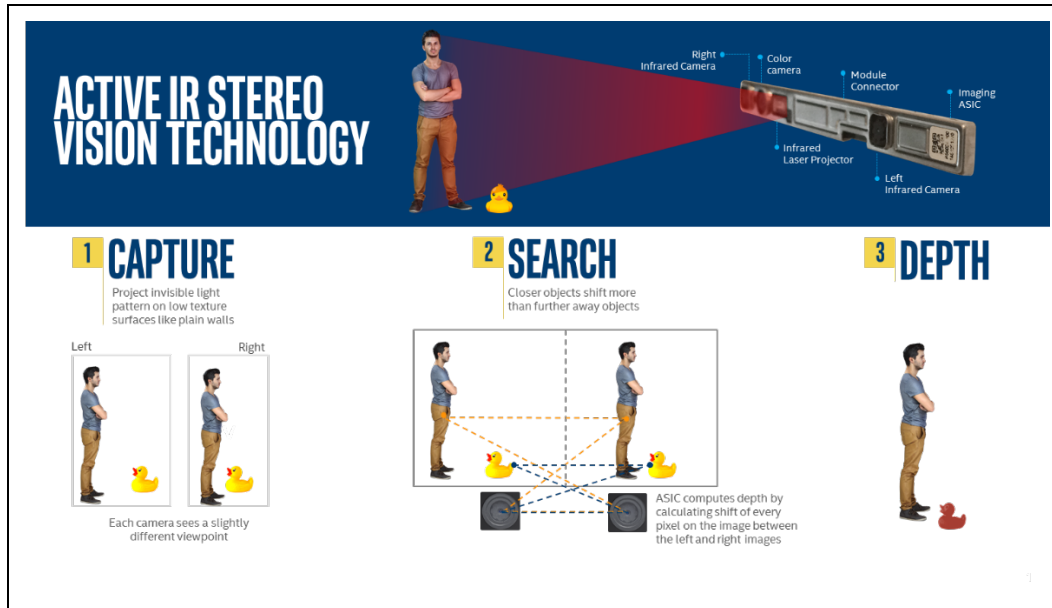 ACTIVE IR STEREO
VISION TECHNOLOGY
Right
Infrared Camera
Color
camera
Module
Connector
Imaging
ASIC
Infrared
Laser Projector
Left
Infrared Camera
1 CAPTURE
Project invisible light
pattern on low texture
surfaces like plain walls
Left
Right
Each camera sees a slightly
different viewpoint
2 SEARCH
Closer objects shift more
than further away objects
ASIC computes depth by
calculating shift of every
pixel on the image between
the left and right images
3 DEPTH